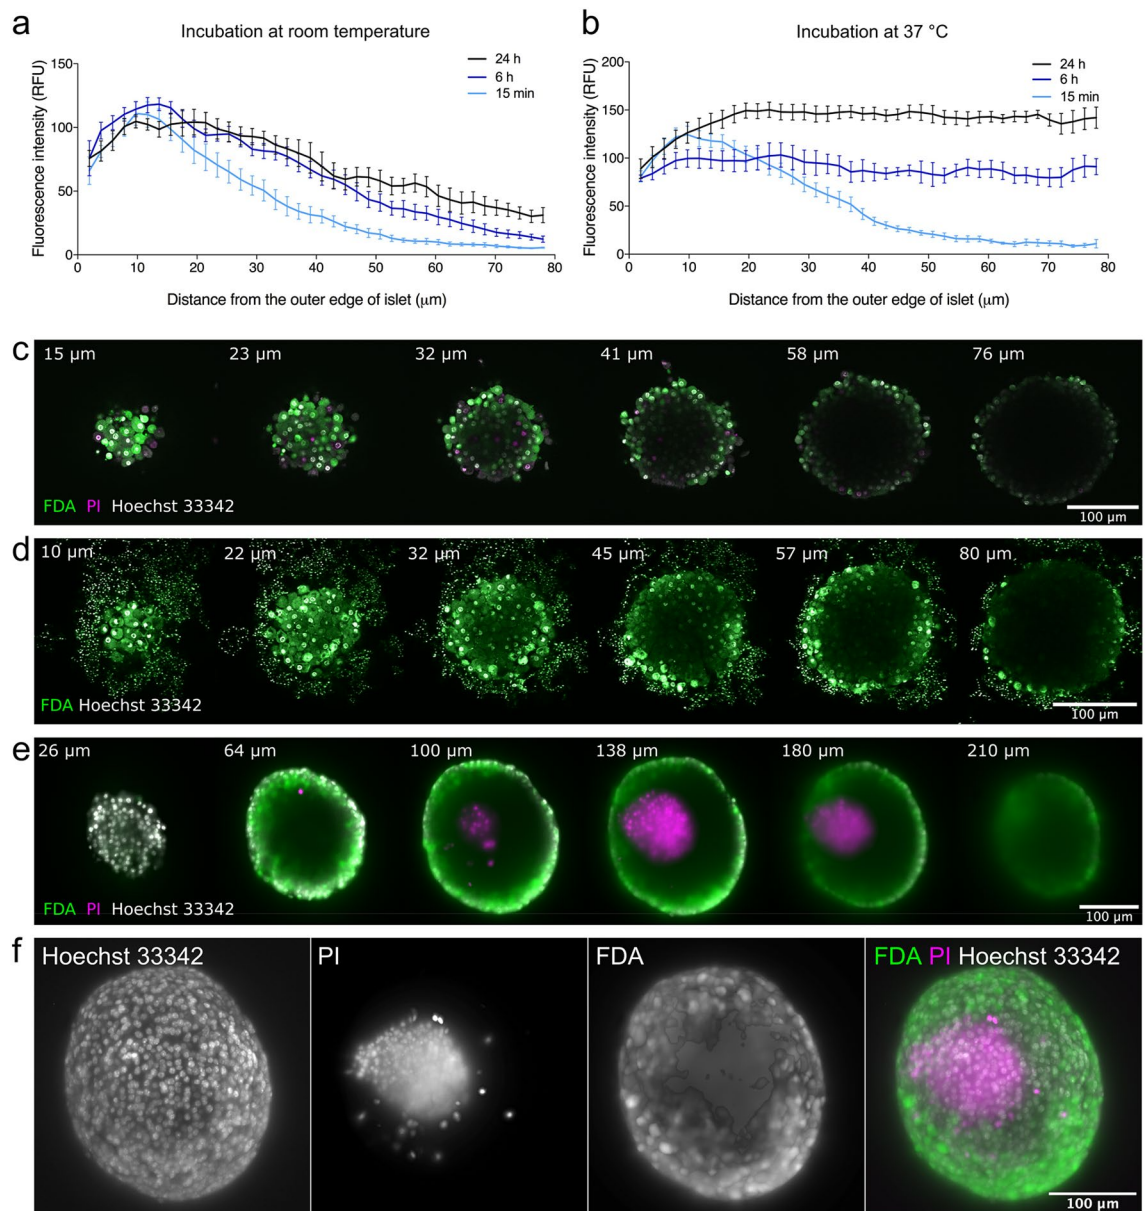 a
Incubation at room temperature
24 h
6 h
15 min
Fluorescence intensity (RFU)
150
100
50
0
0 10 20 30 40 50 60 70 80
Distance from the outer edge of islet (μm)
b
Incubation at 37 °C
24 h
6 h
15 min
Fluorescence intensity (RFU)
200
150
100
50
0
0 10 20 30 40 50 60 70 80
Distance from the outer edge of islet (μm)
c
15 μm 23 μm 32 μm 41 μm 58 μm 76 μm
FDA PI Hoechst 33342
100 μm
d
10 μm 22 μm 32 μm 45 μm 57 μm 80 μm
FDA Hoechst 33342
100 μm
e
26 μm 64 μm 100 μm 138 μm 180 μm 210 μm
FDA PI Hoechst 33342
100 μm
f
Hoechst 33342 PI FDA FDA PI Hoechst 33342
100 μm